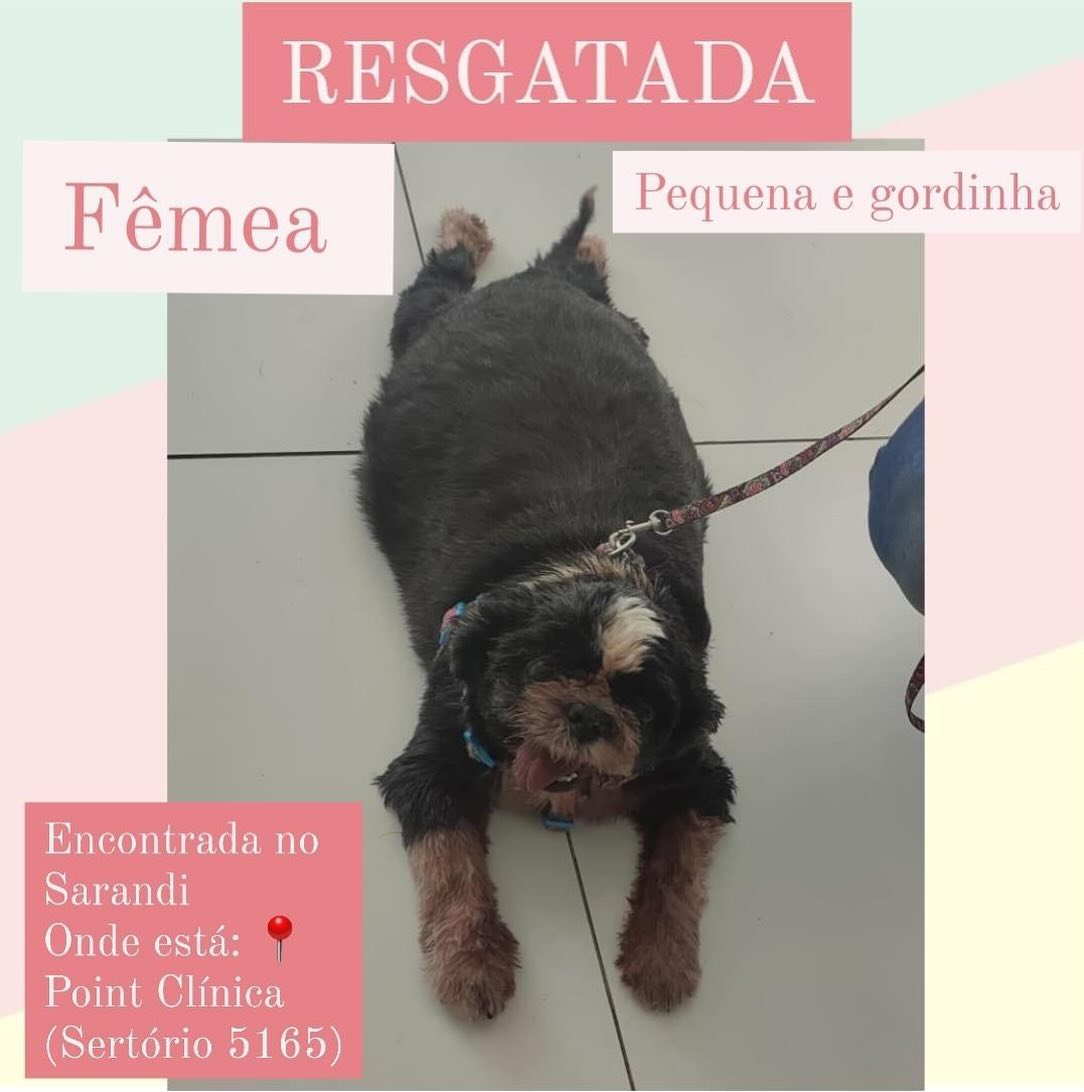 RESGATADA
Fêmea
Pequena e gordinha
Encontrada no
Sarandi
Onde está: 📍
Point Clínica
(Sertório 5165)